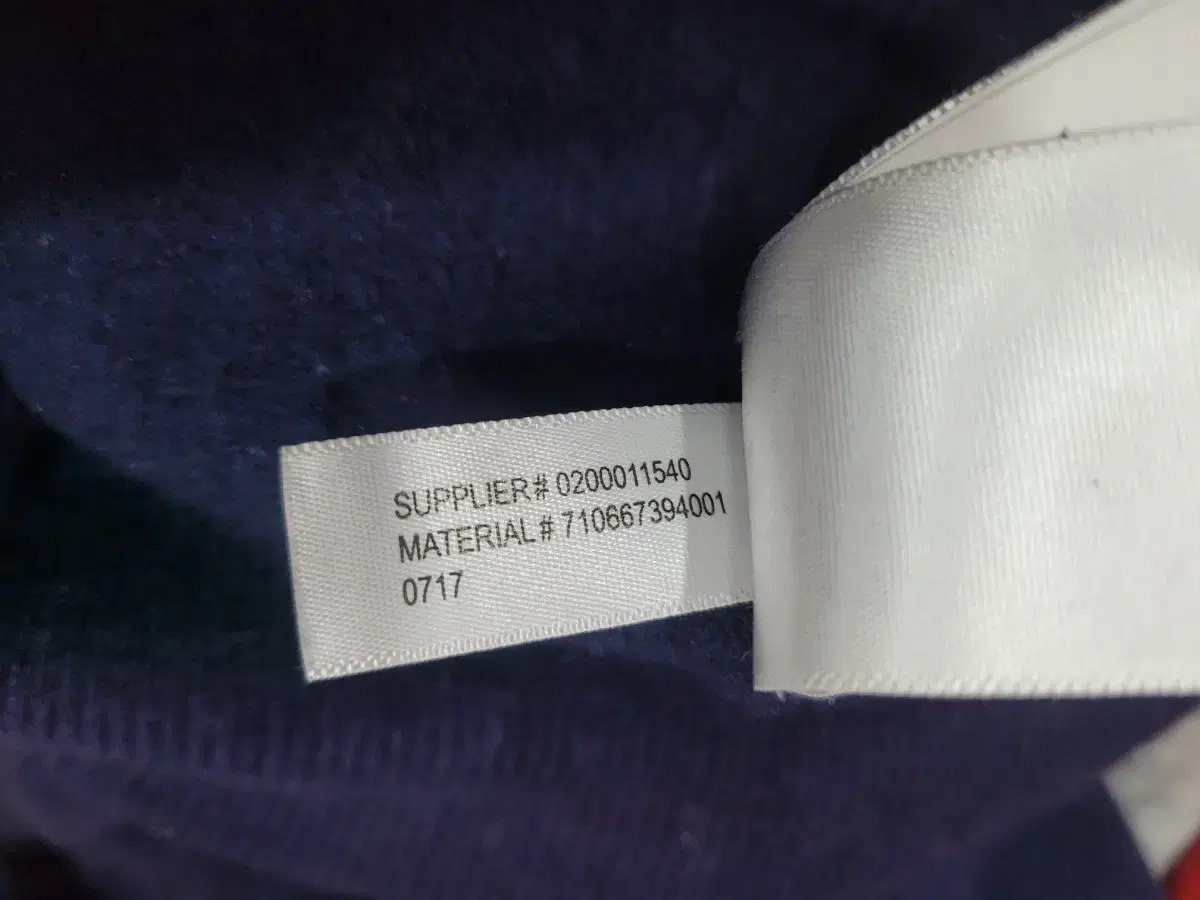 SUPPLIER# 0200011540
MATERIAL# 710667394001
0717